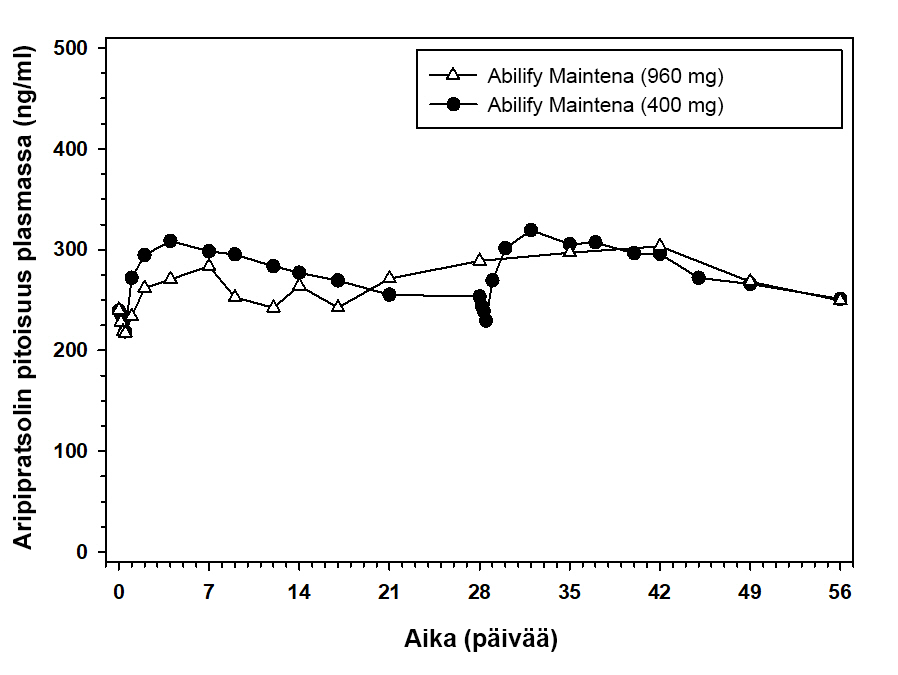 Aripipratsolin pitoisuus plasmassa (ng/ml)
500
400
300
200
100
0
Abilify Maintena (960 mg)
Abilify Maintena (400 mg)
0 7 14 21 28 35 42 49 56
Aika (päivää)